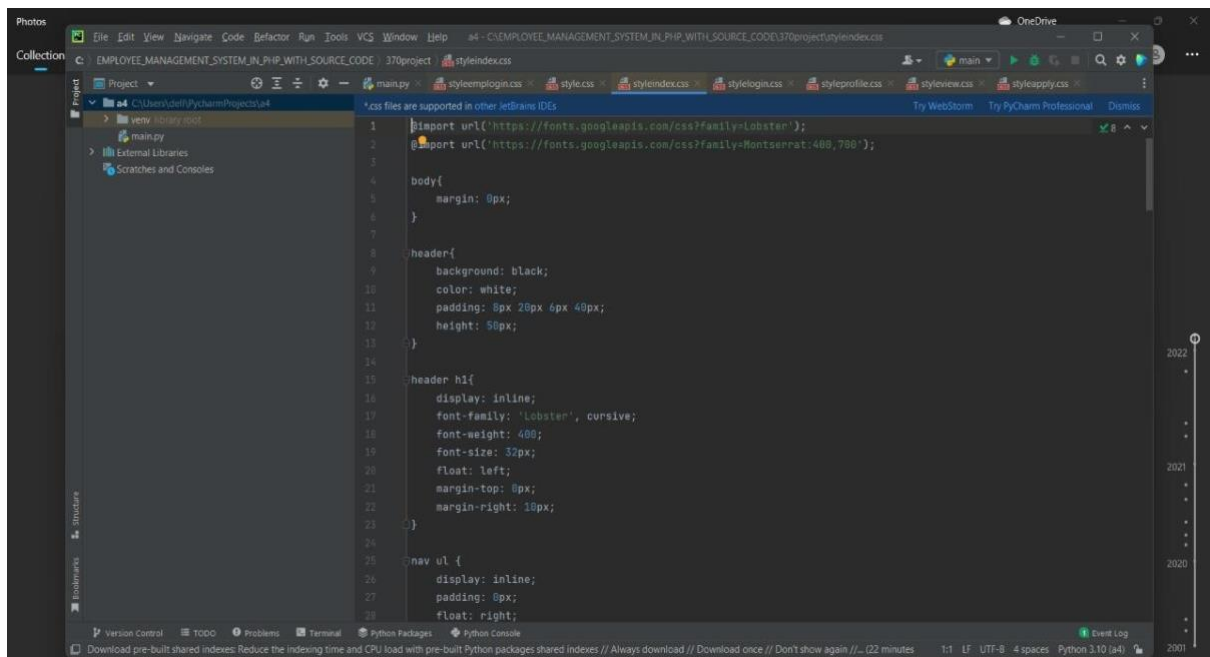 Photos
OneDrive
File Edit View Navigate Code Refactor Run Tools VCS Window Help a4 - C:\EMPLOYEE_MANAGEMENT_SYSTEM_IN_PHP_WITH_SOURCE_CODE\370project\styleindex.css
Collection
C: EMPLOYEE_MANAGEMENT_SYSTEM_IN_PHP_WITH_SOURCE_CODE 370project styleindex.css
main
Project
Project
main.py styleemplogin.css style.css styleindex.css stylelogin.css styleprofile.css styleview.css styleapply.css
a4 C:\Users\dell\PycharmProjects\a4
*.css files are supported in other JetBrains IDEs Try WebStorm Try PyCharm Professional Dismiss
venv library root
main.py
External Libraries
Scratches and Consoles
8
1 @import url('https://fonts.googleapis.com/css?family=Lobster');
2 @import url('https://fonts.googleapis.com/css?family=Montserrat:400,700');
3
4 body{
5 margin: 0px;
6 }
7
8 header{
9 background: black;
10 color: white;
11 padding: 8px 20px 6px 40px;
12 height: 50px;
13 }
14
15 header h1{
16 display: inline;
17 font-family: 'Lobster', cursive;
18 font-weight: 400;
19 font-size: 32px;
20 float: left;
21 margin-top: 0px;
22 margin-right: 10px;
23 }
24
25 nav ul {
26 display: inline;
27 padding: 0px;
28 float: right;
2022
2021
2020
2001
Structure
Bookmarks
Version Control TODO Problems Terminal Python Packages Python Console
1 Event Log
Download pre-built shared indexes: Reduce the indexing time and CPU load with pre-built Python packages shared indexes // Always download // Download once // Don't show again //... (22 minutes 1:1 LF UTF-8 4 spaces Python 3.10 (a4)